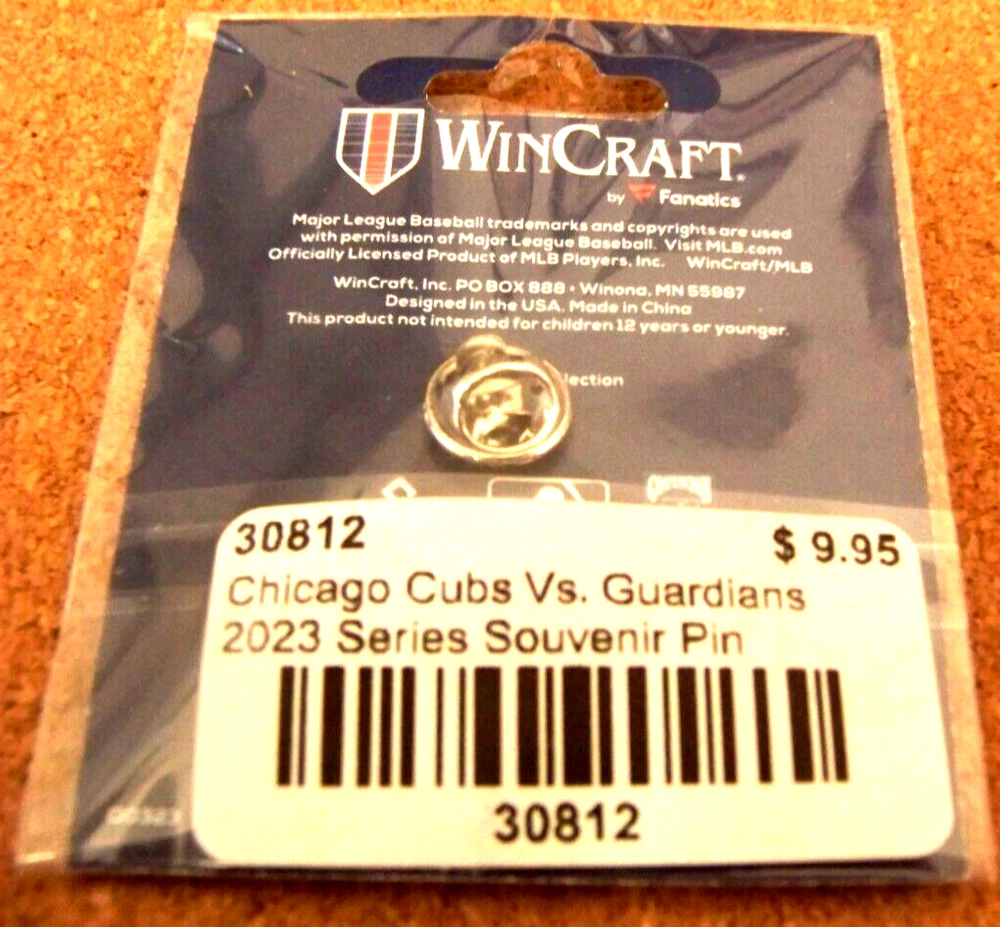 WINCRAFT.
by Fanatics
Major League Baseball trademarks and copyrights are used
with permission of Major League Baseball. Visit MLB.com
Officially Licensed Product of MLB Players, Inc. WinCraft/MLB
WinCraft, Inc. PO BOX 888 • Winona, MN 55987
Designed in the USA. Made in China
This product not intended for children 12 years or younger.
lection
30812 $ 9.95
Chicago Cubs Vs. Guardians
2023 Series Souvenir Pin
30812